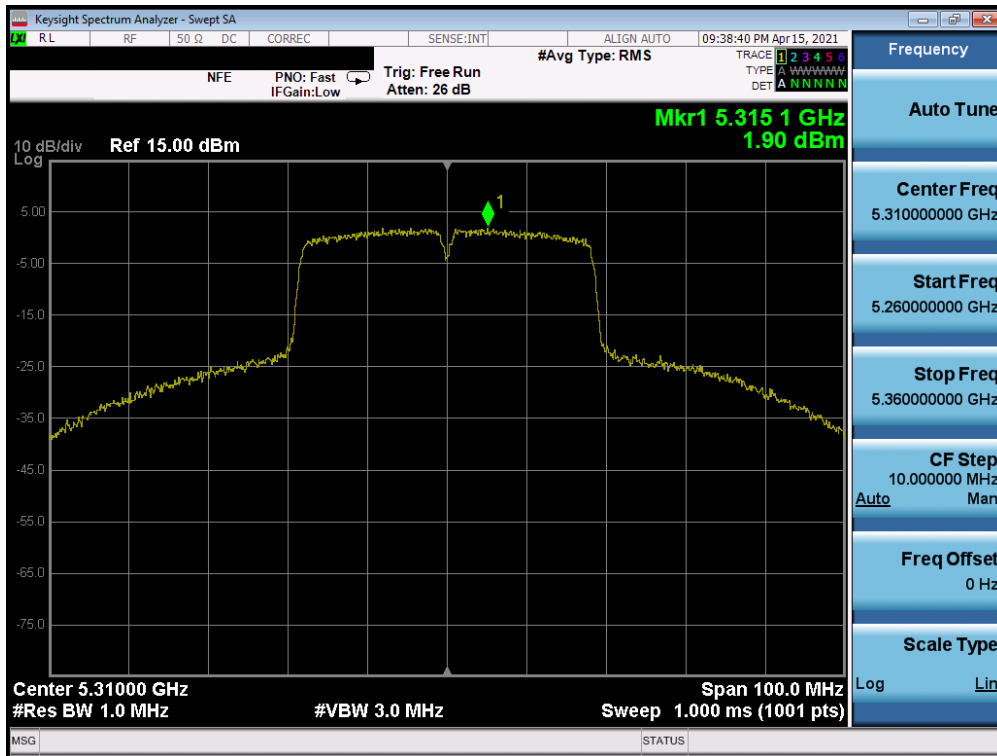 Keysight Spectrum Analyzer - Swept SA
LXI RL RF 50 Ω DC CORREC SENSE:INT ALIGN AUTO 09:38:40 PM Apr 15, 2021
Frequency
#Avg Type: RMS
TRACE 1 2 3 4 5 6
TYPE A WWWWW
DET A N N N N N
NFE
PNO: Fast
IFGain:Low
Trig: Free Run
Atten: 26 dB
Mkr1 5.315 1 GHz
1.90 dBm
10 dB/div
Log
Ref 15.00 dBm
1
5.00
-5.00
-15.0
-25.0
-35.0
-45.0
-55.0
-65.0
-75.0
Center 5.31000 GHz
#Res BW 1.0 MHz
#VBW 3.0 MHz
Span 100.0 MHz
Sweep 1.000 ms (1001 pts)
MSG
STATUS
Auto Tune
Center Freq
5.310000000 GHz
Start Freq
5.260000000 GHz
Stop Freq
5.360000000 GHz
CF Step
10.000000 MHz
Auto Man
Freq Offset
0 Hz
Scale Type
Log Lin